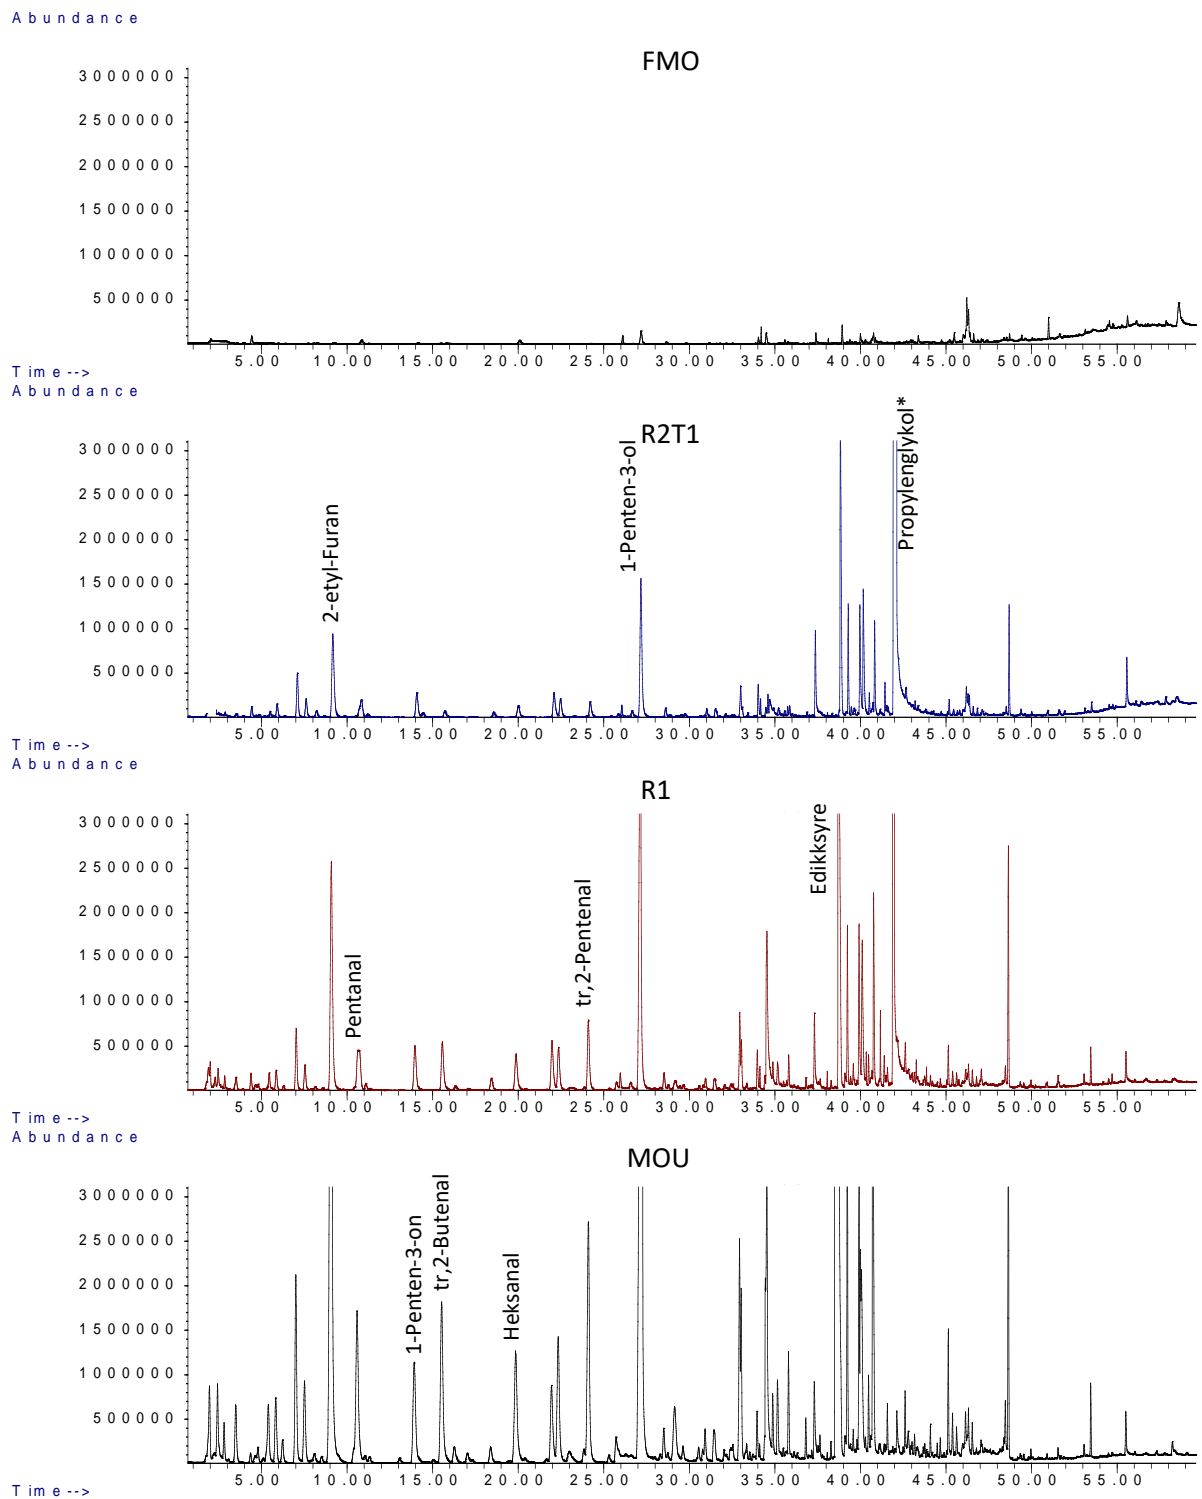 Abundance
FMO
3000000
2500000
2000000
1500000
1000000
500000
5.00 10.00 15.00 20.00 25.00 30.00 35.00 40.00 45.00 50.00 55.00
Time-->
Abundance
R2T1
3000000
2500000
2000000
1500000
1000000
500000
2-etyl-Furan
1-Penten-3-ol
Propylenglykol*
5.00 10.00 15.00 20.00 25.00 30.00 35.00 40.00 45.00 50.00 55.00
Time-->
Abundance
R1
3000000
2500000
2000000
1500000
1000000
500000
Pentanal
tr,2-Pentenal
Edikksyre
5.00 10.00 15.00 20.00 25.00 30.00 35.00 40.00 45.00 50.00 55.00
Time-->
Abundance
MOU
3000000
2500000
2000000
1500000
1000000
500000
1-Penten-3-on
tr,2-Butenal
Heksanal
5.00 10.00 15.00 20.00 25.00 30.00 35.00 40.00 45.00 50.00 55.00
Time-->